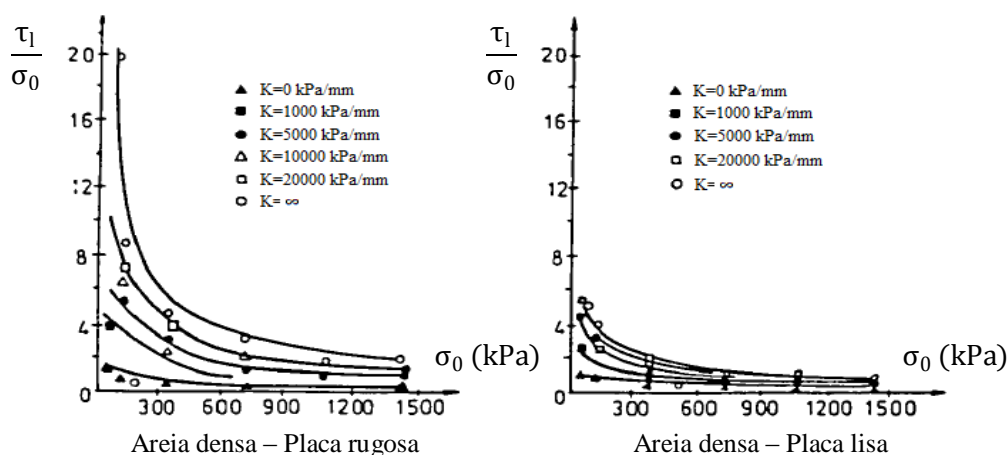 τl
σ0
20
16
12
8
4
0
K=0 kPa/mm
K=1000 kPa/mm
K=5000 kPa/mm
K=10000 kPa/mm
K=20000 kPa/mm
K= ∞
300 600 900 1200 1500
σ0 (kPa)
Areia densa – Placa rugosa
τl
σ0
20
16
12
8
4
0
K=0 kPa/mm
K=1000 kPa/mm
K=5000 kPa/mm
K=20000 kPa/mm
K= ∞
300 600 900 1200 1500
σ0 (kPa)
Areia densa – Placa lisa